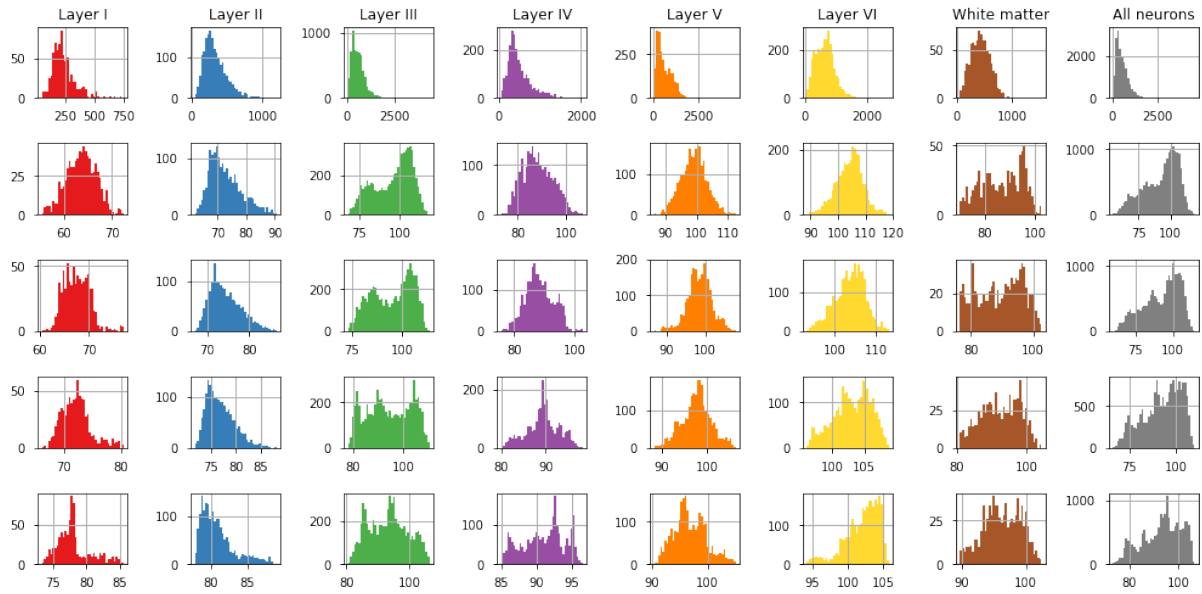 Layer I Layer II Layer III Layer IV Layer V Layer VI White matter All neurons
50 0 250 500 750
100 0 0 1000
1000 0 0 2500
200 0 0 2000
250 0 0 2500
200 0 0 2000
50 0 0 1000
2000 0 0 2500
25 0 60 70
100 0 70 80 90
200 0 75 100
100 0 80 100
100 0 90 100 110
200 100 0 90 100 110 120
50 25 0 80 100
1000 500 0 75 100
50 0 60 70
100 0 70 80
200 0 75 100
100 0 80 100
200 100 0 90 100
100 0 100 110
20 0 80 90 100
1000 500 0 75 100
50 0 70 80
100 0 75 80 85
200 0 80 100
200 0 80 90
100 0 90 100
100 0 100 105
25 0 80 100
500 0 75 100
50 0 75 80 85
100 0 80 85
200 0 80 90 100
100 0 85 90 95
100 0 90 100
100 0 95 100 105
25 0 90 100
1000 500 0 80 100